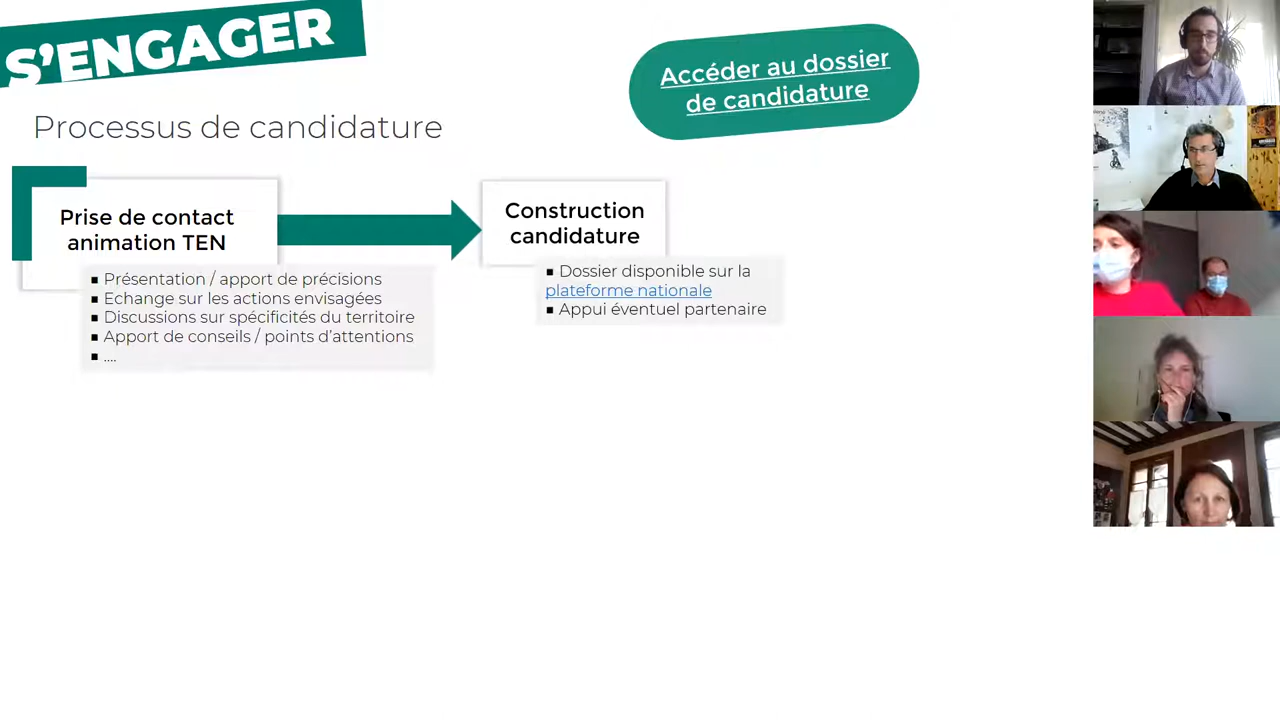 S'ENGAGER
Accéder au dossier
de candidature
Processus de candidature
Prise de contact
animation TEN
▪ Présentation / apport de précisions
▪ Echange sur les actions envisagées
▪ Discussions sur spécificités du territoire
▪ Apport de conseils / points d'attentions
▪ ....
Construction
candidature
▪ Dossier disponible sur la
plateforme nationale
▪ Appui éventuel partenaire